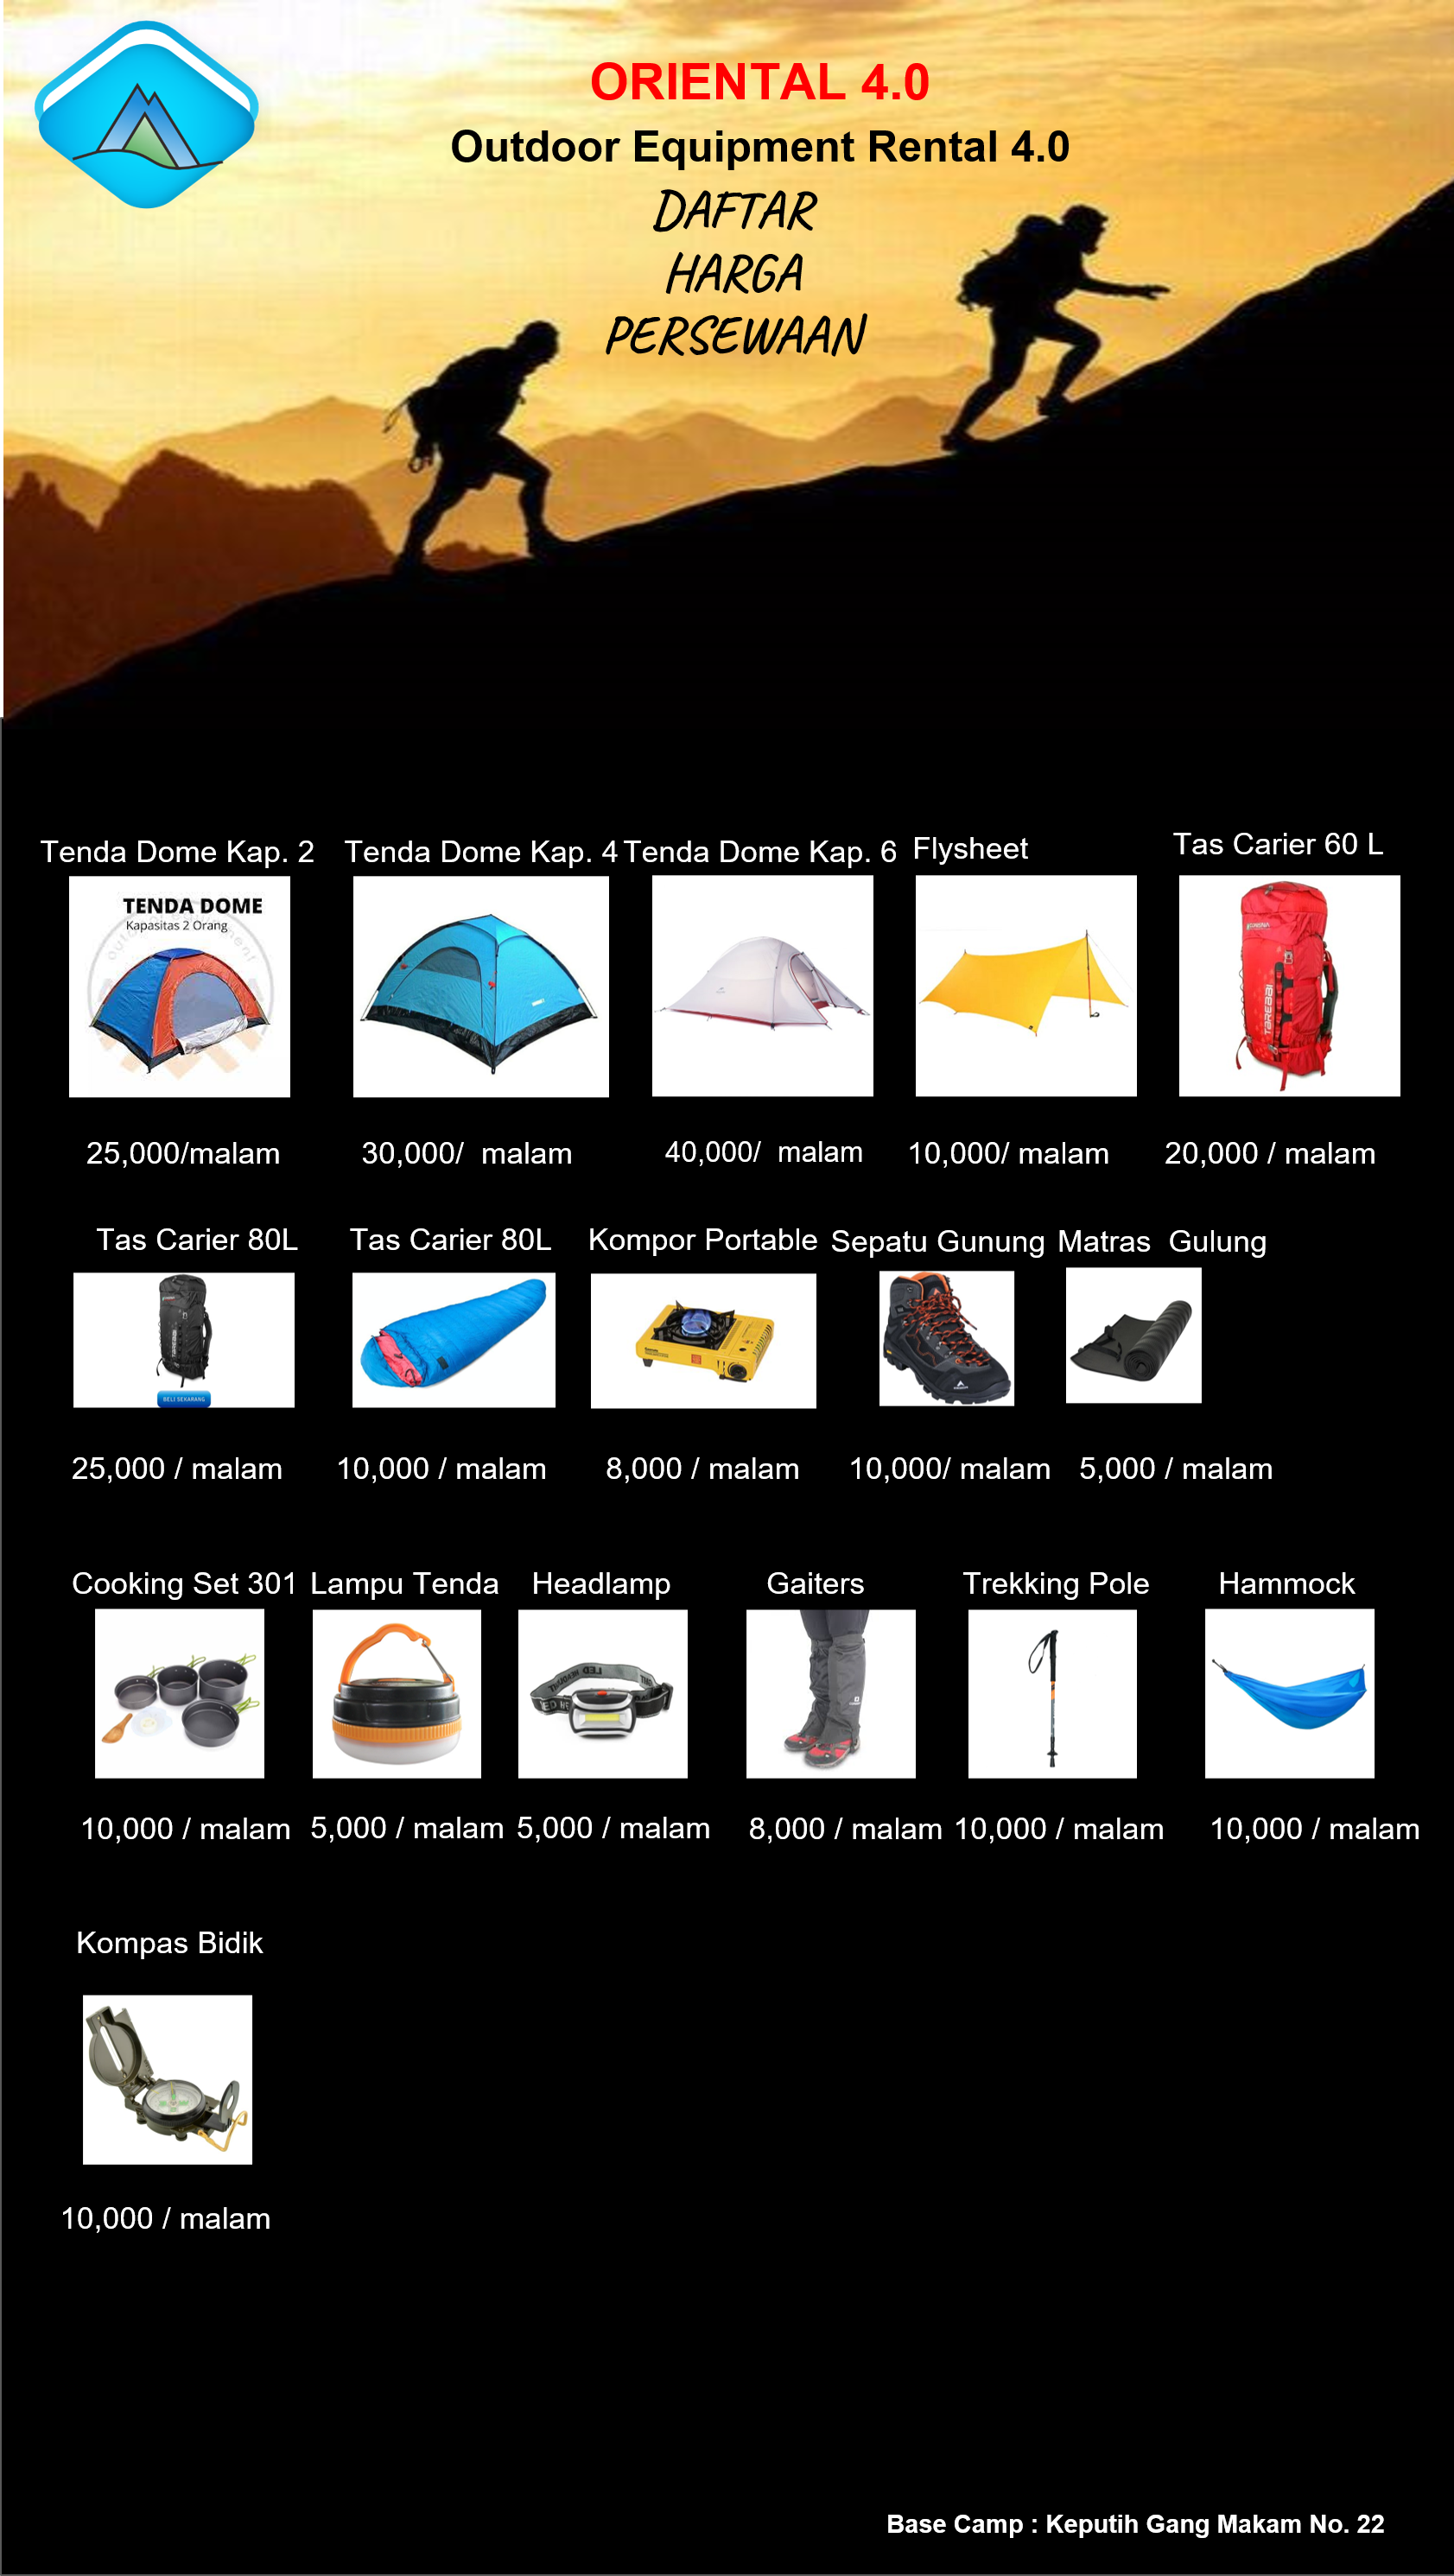 ORIENTAL 4.0
Outdoor Equipment Rental 4.0
DAFTAR
HARGA
PERSEWAAN
Tenda Dome Kap. 2
Tenda Dome Kap. 4
Tenda Dome Kap. 6
Flysheet
Tas Carier 60 L
TENDA DOME
Kapasitas 2 Orang
TAREBBI
25,000/malam
30,000/ malam
40,000/ malam
10,000/ malam
20,000 / malam
Tas Carier 80L
Tas Carier 80L
Kompor Portable
Sepatu Gunung
Matras Gulung
BELI SEKARANG
25,000 / malam
10,000 / malam
8,000 / malam
10,000/ malam
5,000 / malam
Cooking Set 301
Lampu Tenda
Headlamp
Gaiters
Trekking Pole
Hammock
10,000 / malam
5,000 / malam
5,000 / malam
8,000 / malam
10,000 / malam
10,000 / malam
Kompas Bidik
10,000 / malam
Base Camp : Keputih Gang Makam No. 22